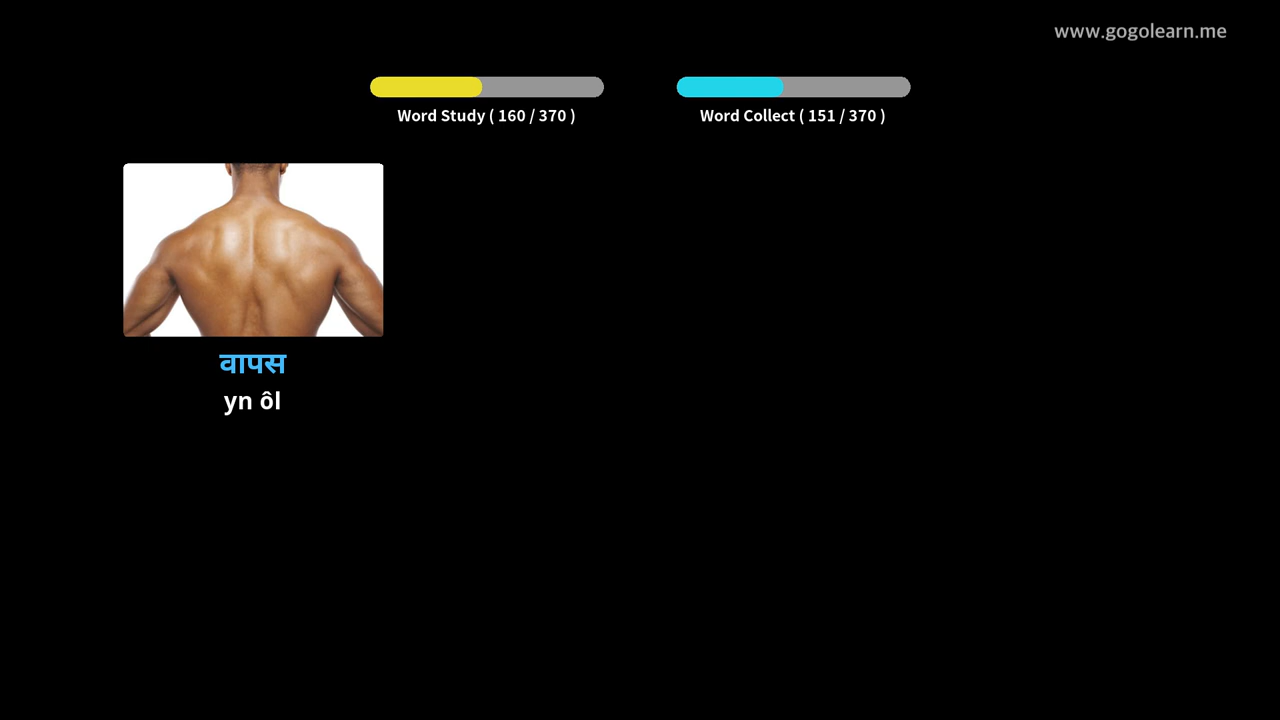 www.gogolearn.me
Word Study ( 160 / 370 )
Word Collect ( 151 / 370 )
वापस
yn ôl